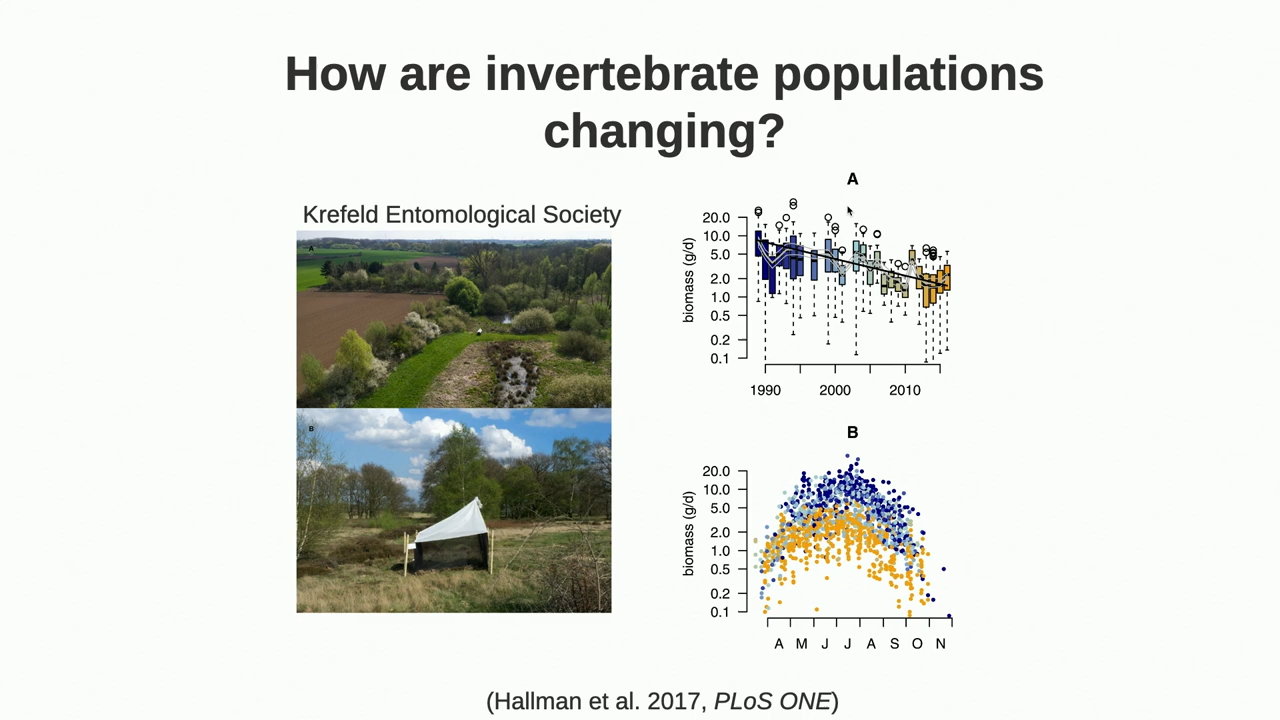 How are invertebrate populations
changing?
Krefeld Entomological Society
A
B
A
20.0
10.0
5.0
2.0
1.0
0.5
0.2
0.1
biomass (g/d)
1990 2000 2010
B
20.0
10.0
5.0
2.0
1.0
0.5
0.2
0.1
biomass (g/d)
A M J J A S O N
(Hallman et al. 2017, PLoS ONE)